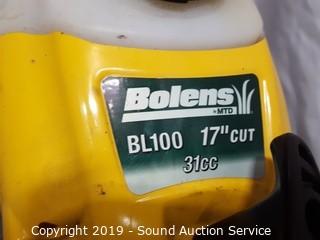 Bolens
by MTD
BL100 17" CUT
31cc
Copyright 2019 - Sound Auction Service